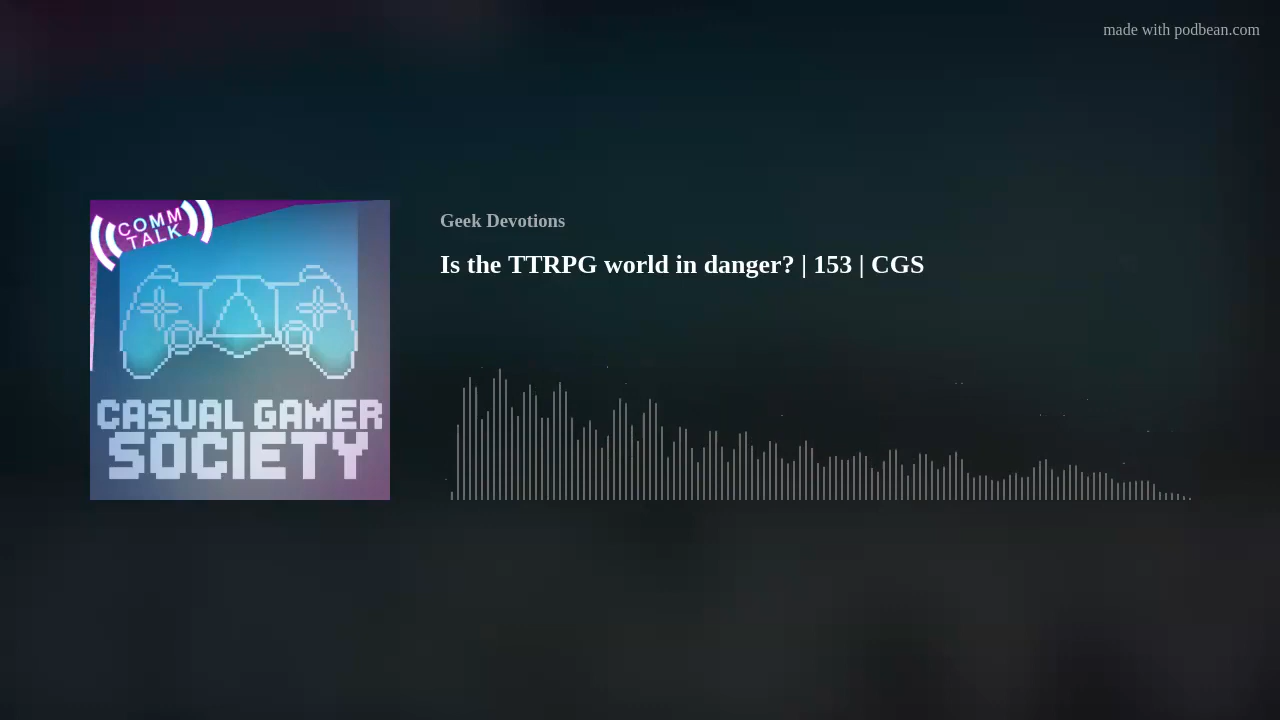 made with podbean.com
COMM
TALK
Geek Devotions
Is the TTRPG world in danger? | 153 | CGS
CASUAL GAMER
SOCIETY